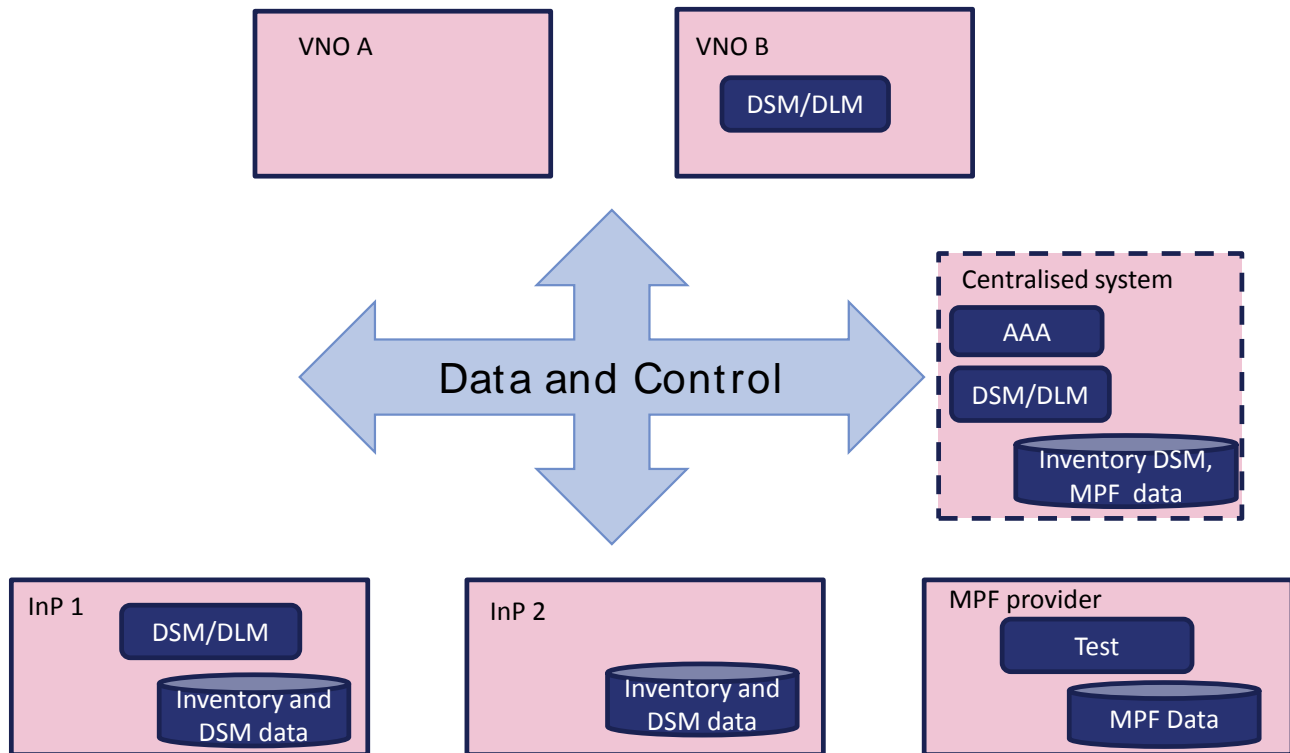 VNO A
VNO B
DSM/DLM
Centralised system
AAA
DSM/DLM
Inventory DSM,
MPF data
Data and Control
InP 1
DSM/DLM
Inventory and
DSM data
InP 2
Inventory and
DSM data
MPF provider
Test
MPF Data